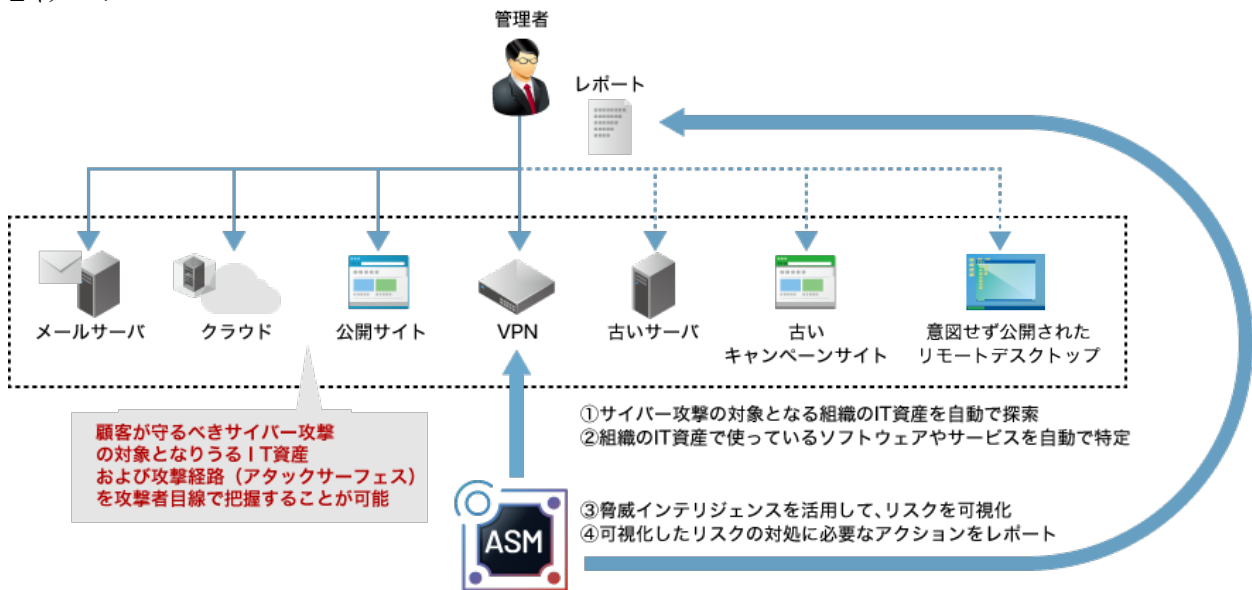 管理者
レポート
メールサーバ
クラウド
公開サイト
VPN
古いサーバ
古い
キャンペーンサイト
意図せず公開された
リモートデスクトップ
①サイバー攻撃の対象となる組織のIT資産を自動で探索
②組織のIT資産で使っているソフトウェアやサービスを自動で特定
顧客が守るべきサイバー攻撃
の対象となりうるIT資産
および攻撃経路（アタックサーフェス）
を攻撃者目線で把握することが可能
③脅威インテリジェンスを活用して、リスクを可視化
④可視化したリスクの対処に必要なアクションをレポート
ASM